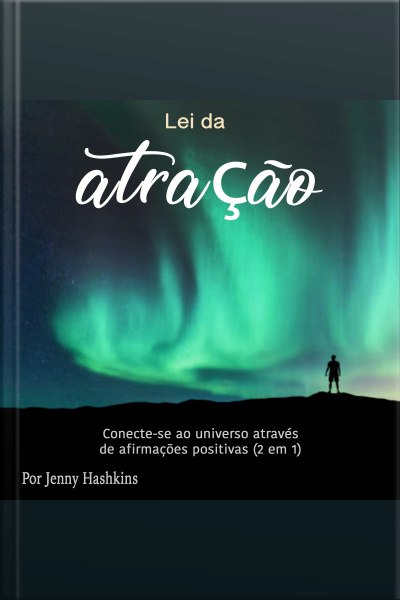 Lei da
atração
Conecte-se ao universo através
de afirmações positivas (2 em 1)
Por Jenny Hashkins